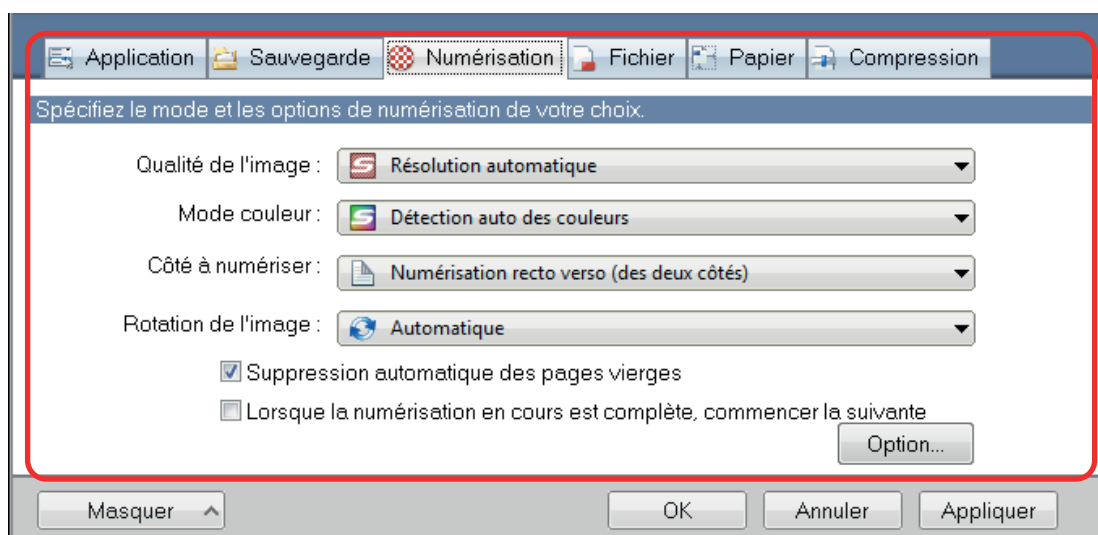 Application Sauvegarde Numérisation Fichier Papier Compression
Spécifiez le mode et les options de numérisation de votre choix.
Qualité de l'image : Résolution automatique
Mode couleur : Détection auto des couleurs
Côté à numériser : Numérisation recto verso (des deux côtés)
Rotation de l'image : Automatique
Suppression automatique des pages vierges
Lorsque la numérisation en cours est complète, commencer la suivante
Option...
Masquer OK Annuler Appliquer